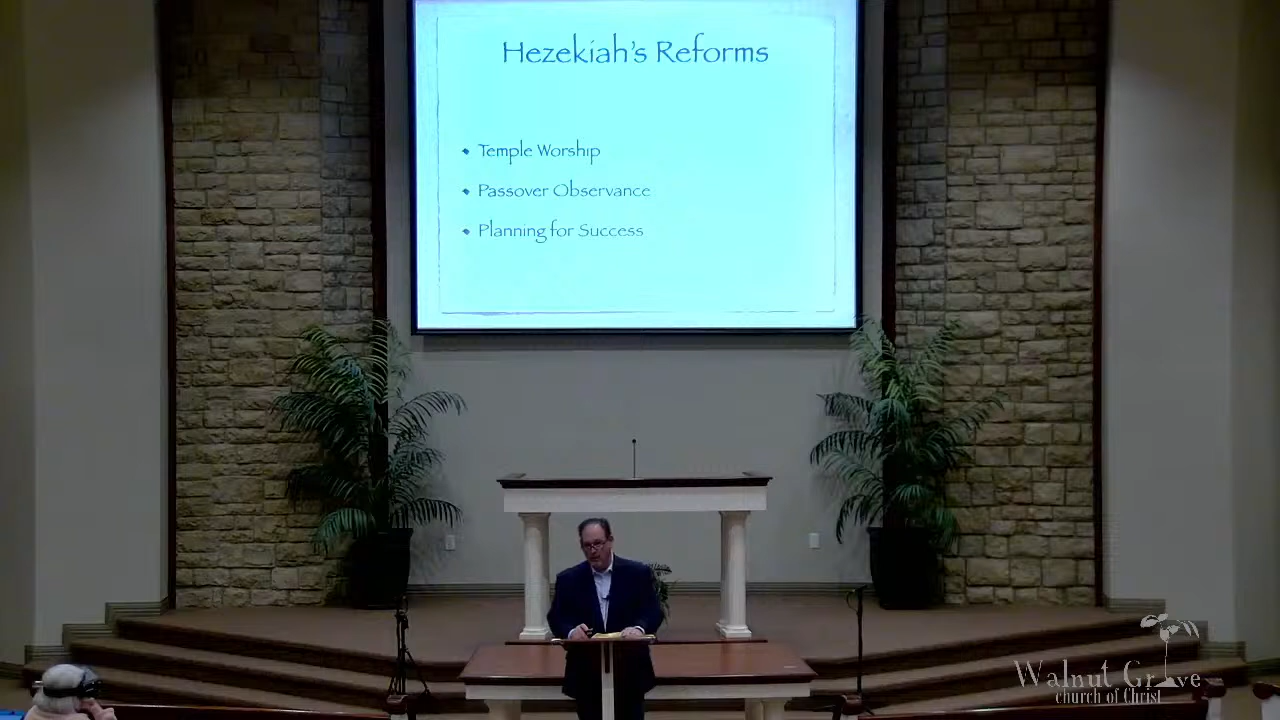 Hezekiah's Reforms
• Temple Worship
• Passover Observance
• Planning for Success
Walnut Grove
church of Christ